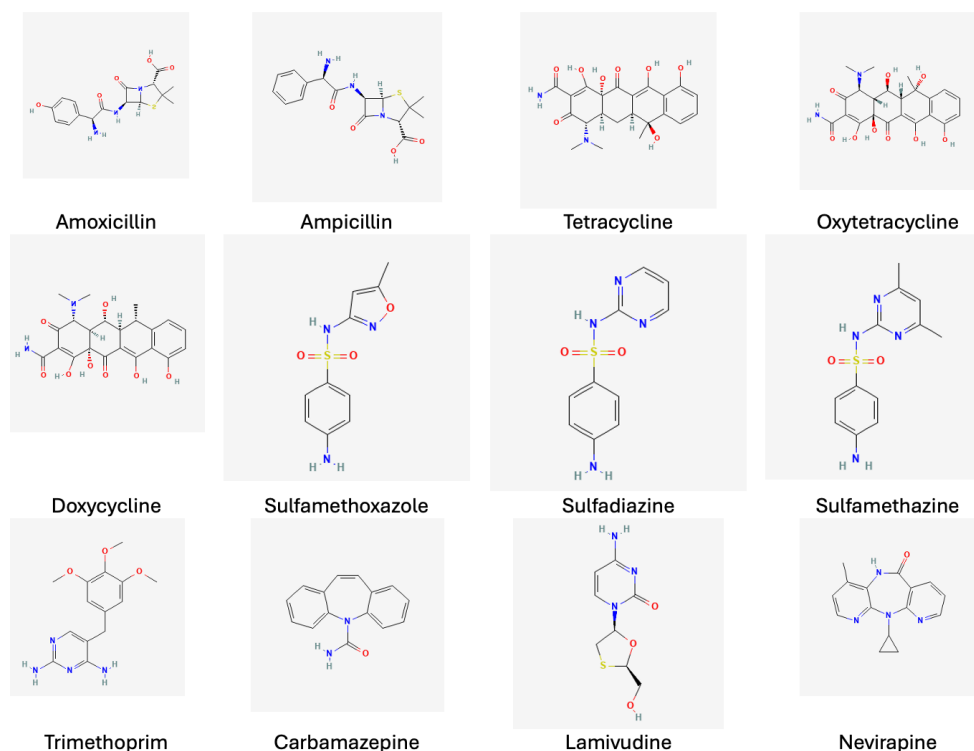 Amoxicillin
Ampicillin
Tetracycline
Oxytetracycline
Doxycycline
Sulfamethoxazole
Sulfadiazine
Sulfamethazine
Trimethoprim
Carbamazepine
Lamivudine
Nevirapine